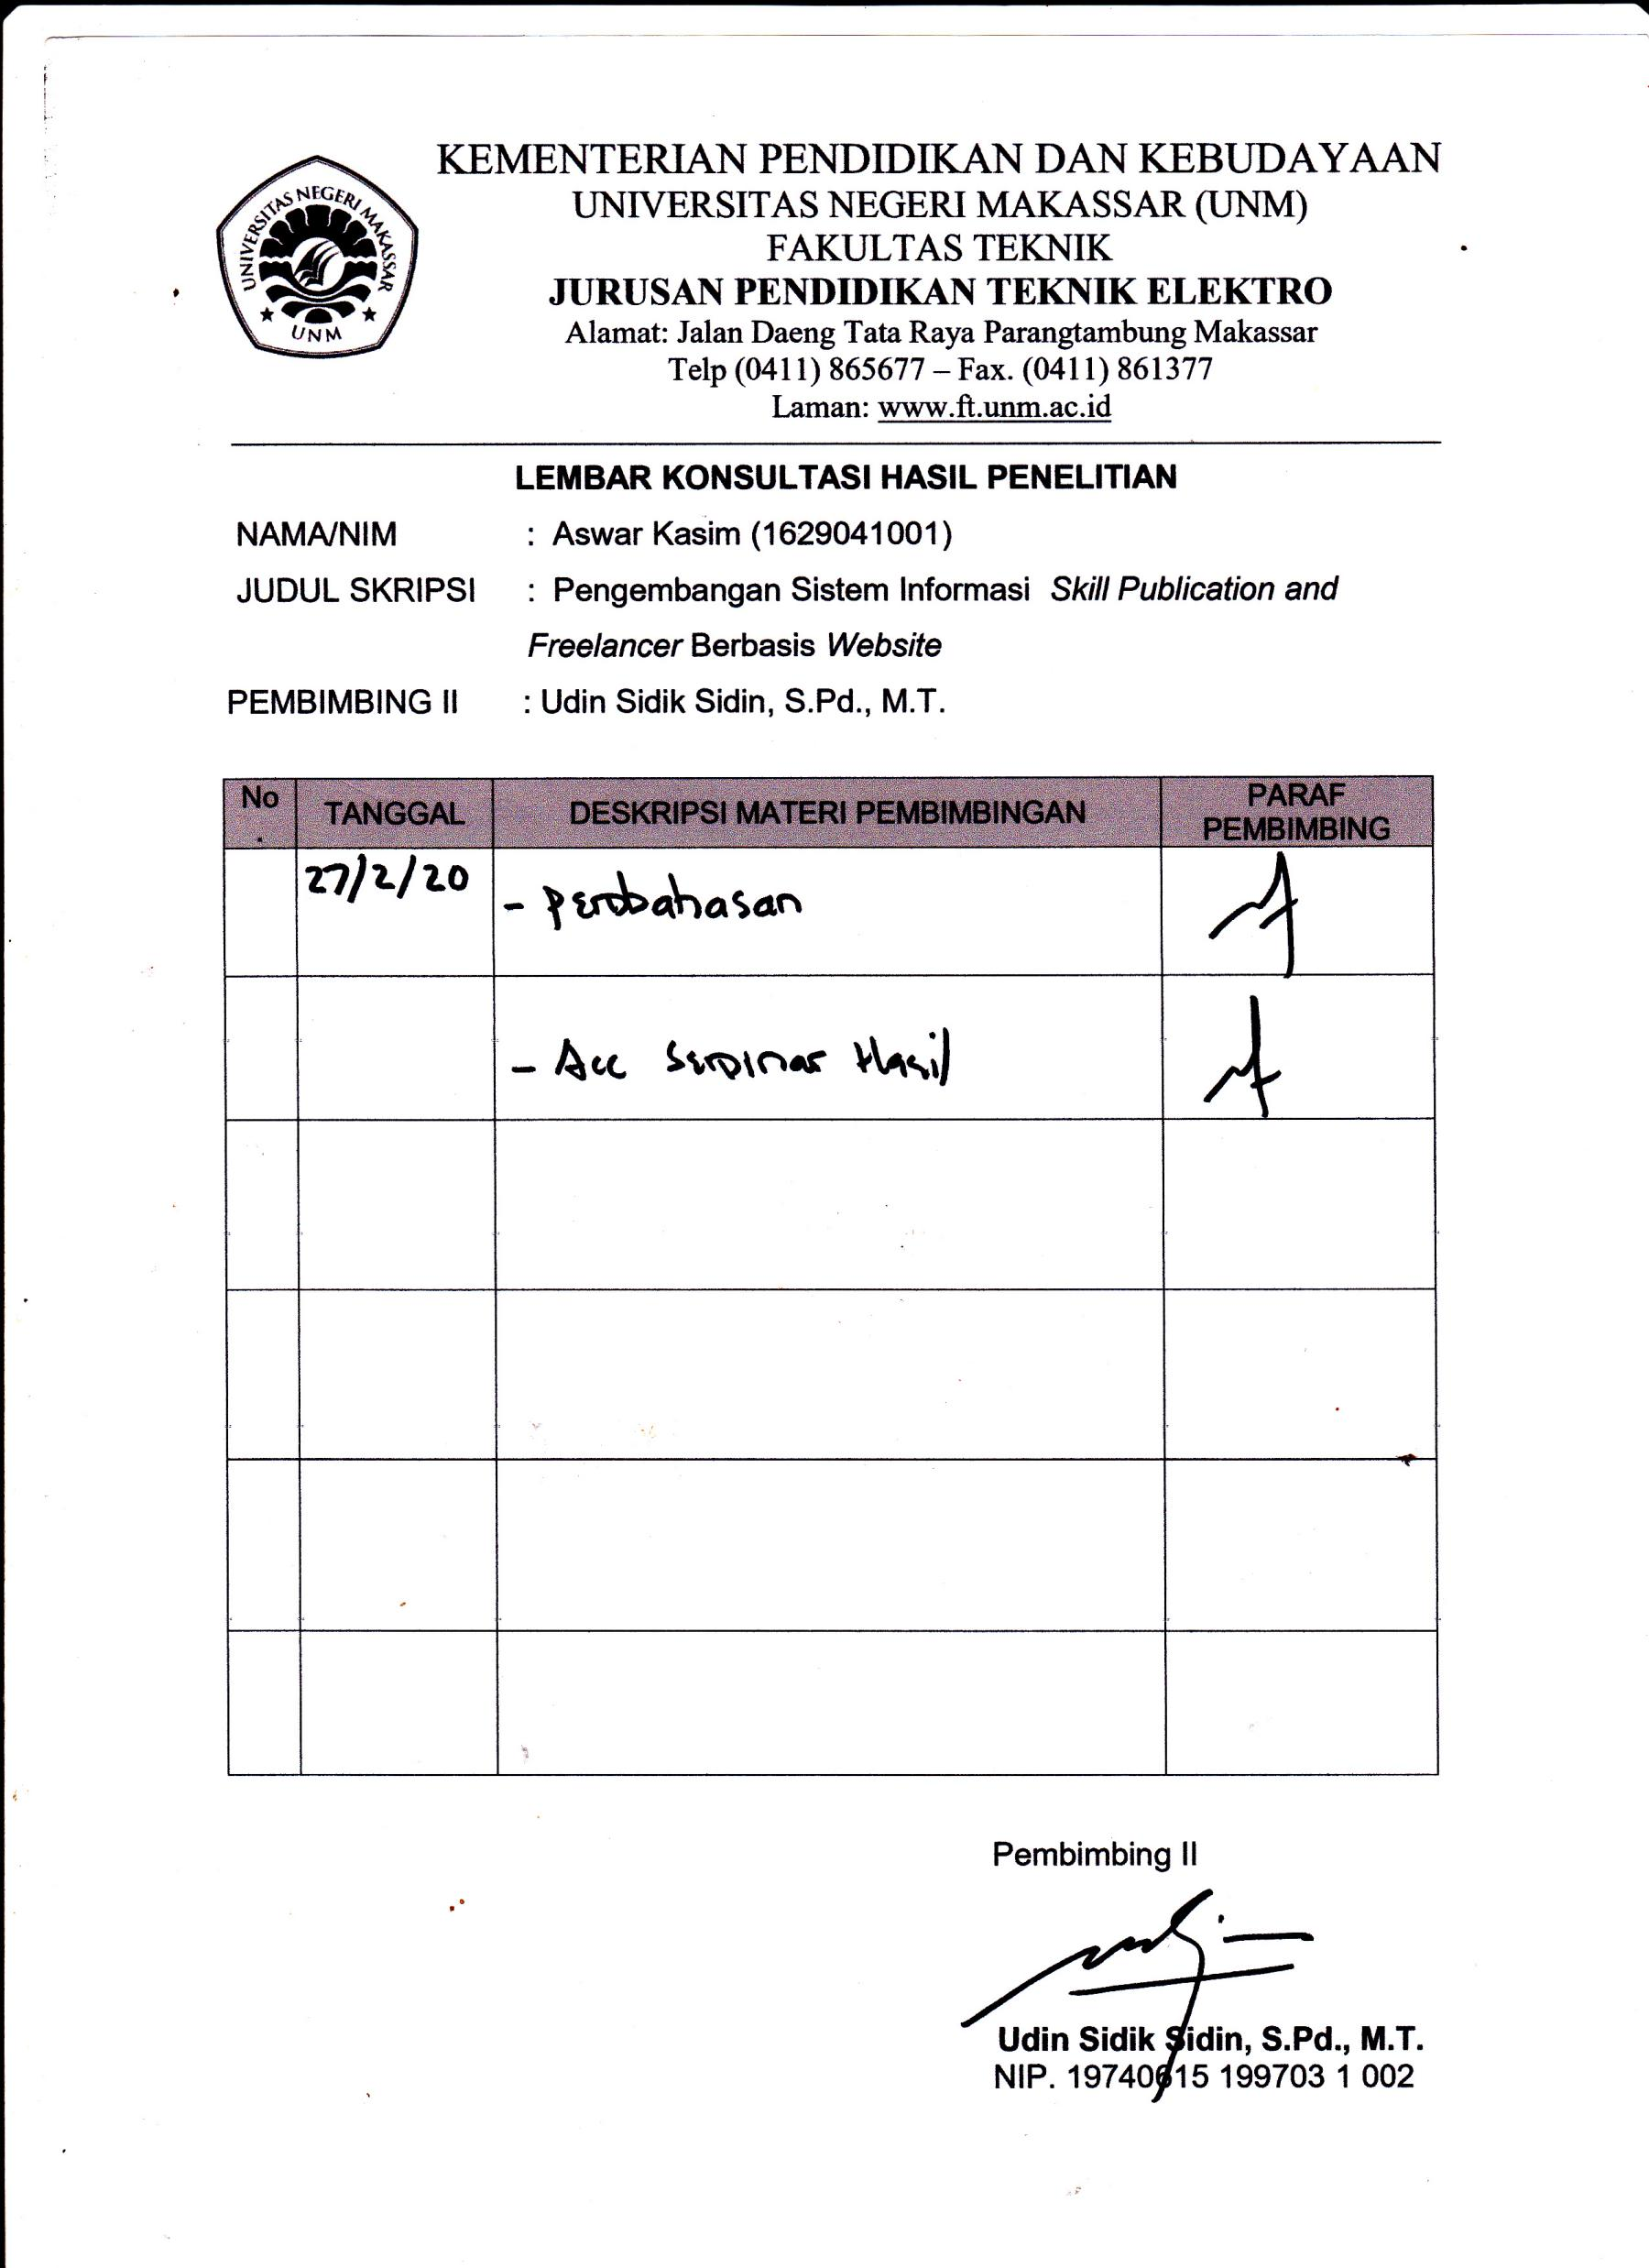 UNIVERSITAS NEGERI MAKASSAR
UNM
KEMENTERIAN PENDIDIKAN DAN KEBUDAYAAN
UNIVERSITAS NEGERI MAKASSAR (UNM)
FAKULTAS TEKNIK
JURUSAN PENDIDIKAN TEKNIK ELEKTRO
Alamat: Jalan Daeng Tata Raya Parangtambung Makassar
Telp (0411) 865677 – Fax. (0411) 861377
Laman: www.ft.unm.ac.id
LEMBAR KONSULTASI HASIL PENELITIAN
NAMA/NIM : Aswar Kasim (1629041001)
JUDUL SKRIPSI : Pengembangan Sistem Informasi Skill Publication and
Freelancer Berbasis Website
PEMBIMBING II : Udin Sidik Sidin, S.Pd., M.T.
No. TANGGAL DESKRIPSI MATERI PEMBIMBINGAN PARAF PEMBIMBING
27/2/20 - Pembahasan
- Acc Seminar Hasil
Pembimbing II
Udin Sidik Sidin, S.Pd., M.T.
NIP. 19740615 199703 1 002